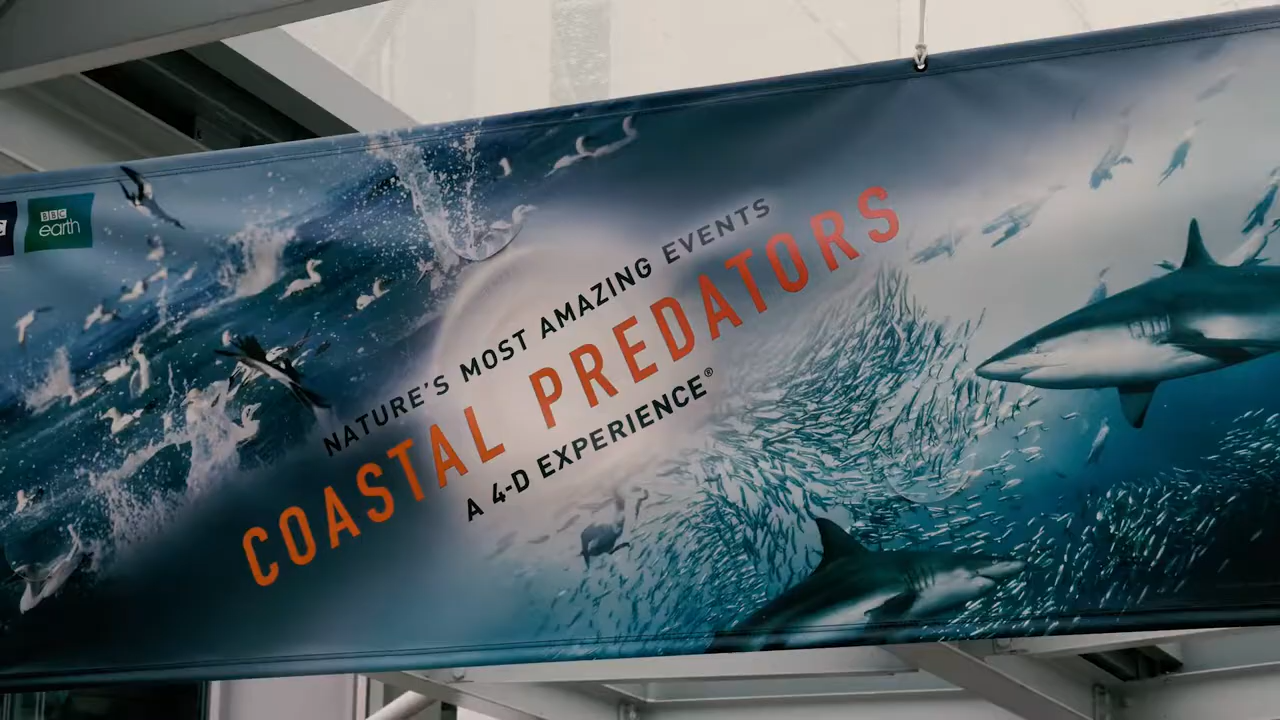 BBC
earth
NATURE'S MOST AMAZING EVENTS
COASTAL PREDATORS
A 4-D EXPERIENCE®